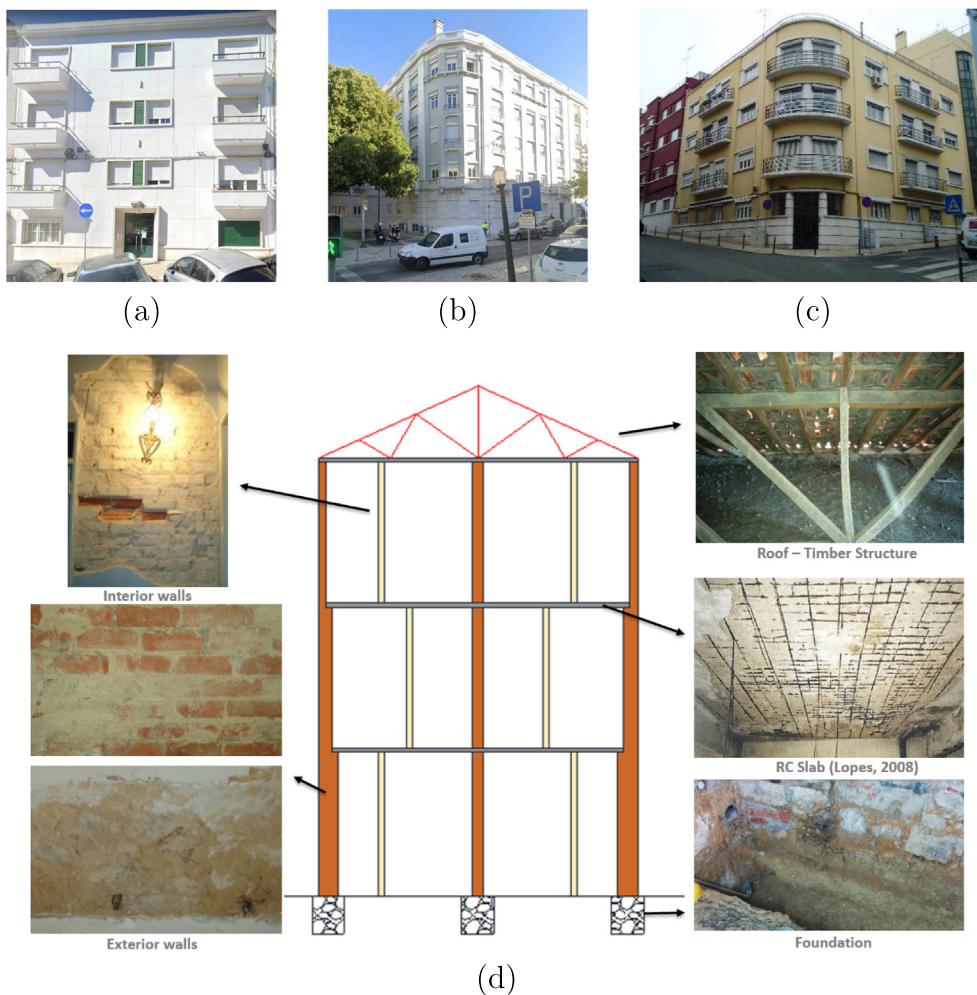 P
(a)
(b)
(c)
Interior walls
Roof – Timber Structure
RC Slab (Lopes, 2008)
Exterior walls
Foundation
(d)